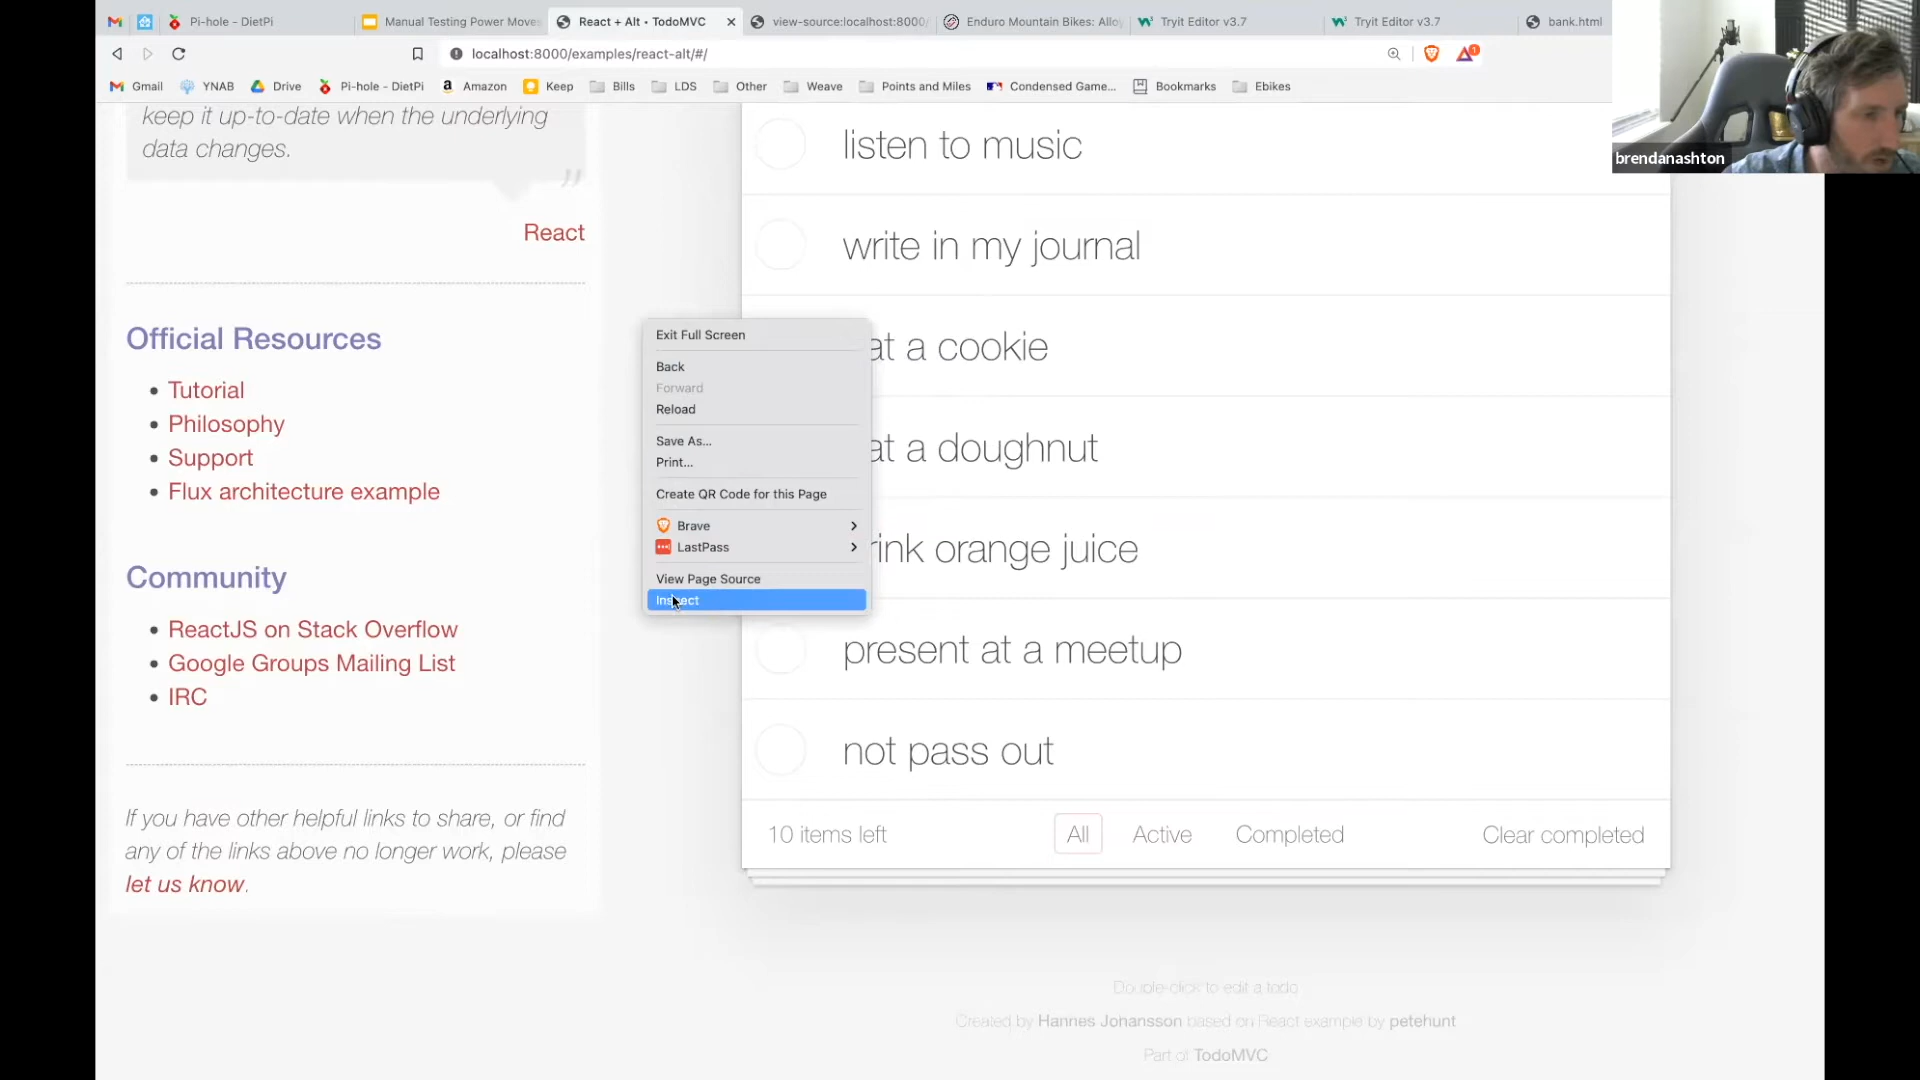 Pi-hole - DietPi
Manual Testing Power Moves
React + Alt • TodoMVC
view-source:localhost:8000/
Enduro Mountain Bikes: Alloy
Tryit Editor v3.7
Tryit Editor v3.7
bank.html
localhost:8000/examples/react-alt/#/
1
Gmail
YNAB
Drive
Pi-hole - DietPi
Amazon
Keep
Bills
LDS
Other
Weave
Points and Miles
Condensed Game...
Bookmarks
Ebikes
brendanashton
keep it up-to-date when the underlying
data changes.
”
React
Official Resources
• Tutorial
• Philosophy
• Support
• Flux architecture example
Community
• ReactJS on Stack Overflow
• Google Groups Mailing List
• IRC
If you have other helpful links to share, or find
any of the links above no longer work, please
let us know.
Exit Full Screen
Back
Forward
Reload
Save As...
Print...
Create QR Code for this Page
Brave
LastPass
View Page Source
Inspect
listen to music
write in my journal
at a cookie
at a doughnut
rink orange juice
present at a meetup
not pass out
10 items left
All
Active
Completed
Clear completed
Double-click to edit a todo
Created by Hannes Johansson based on React example by petehunt
Part of TodoMVC